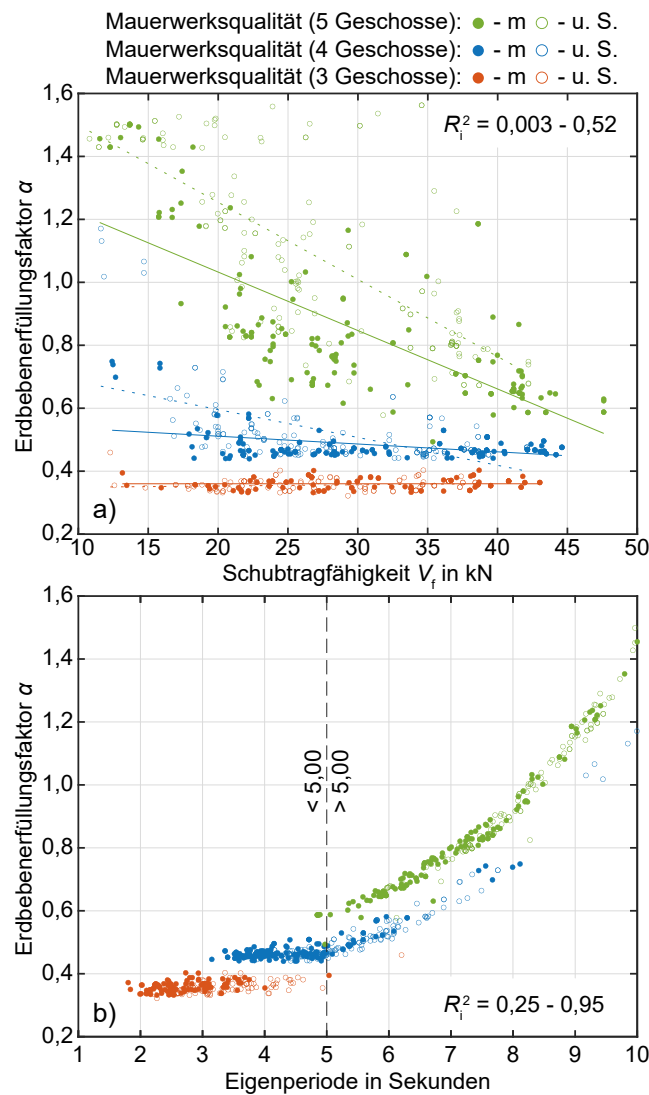 Mauerwerksqualität (5 Geschosse): ● - m ○ - u. S.
Mauerwerksqualität (4 Geschosse): ● - m ○ - u. S.
Mauerwerksqualität (3 Geschosse): ● - m ○ - u. S.
1,6
R_i² = 0,003 - 0,52
1,4
1,2
1,0
0,8
0,6
0,4
0,2
Erdbebenerfüllungsfaktor α
a)
10 15 20 25 30 35 40 45 50
Schubtragfähigkeit V_f in kN
1,6
1,4
1,2
1,0
0,8
0,6
0,4
0,2
Erdbebenerfüllungsfaktor α
< 5,00
> 5,00
b)
R_i² = 0,25 - 0,95
1 2 3 4 5 6 7 8 9 10
Eigenperiode in Sekunden